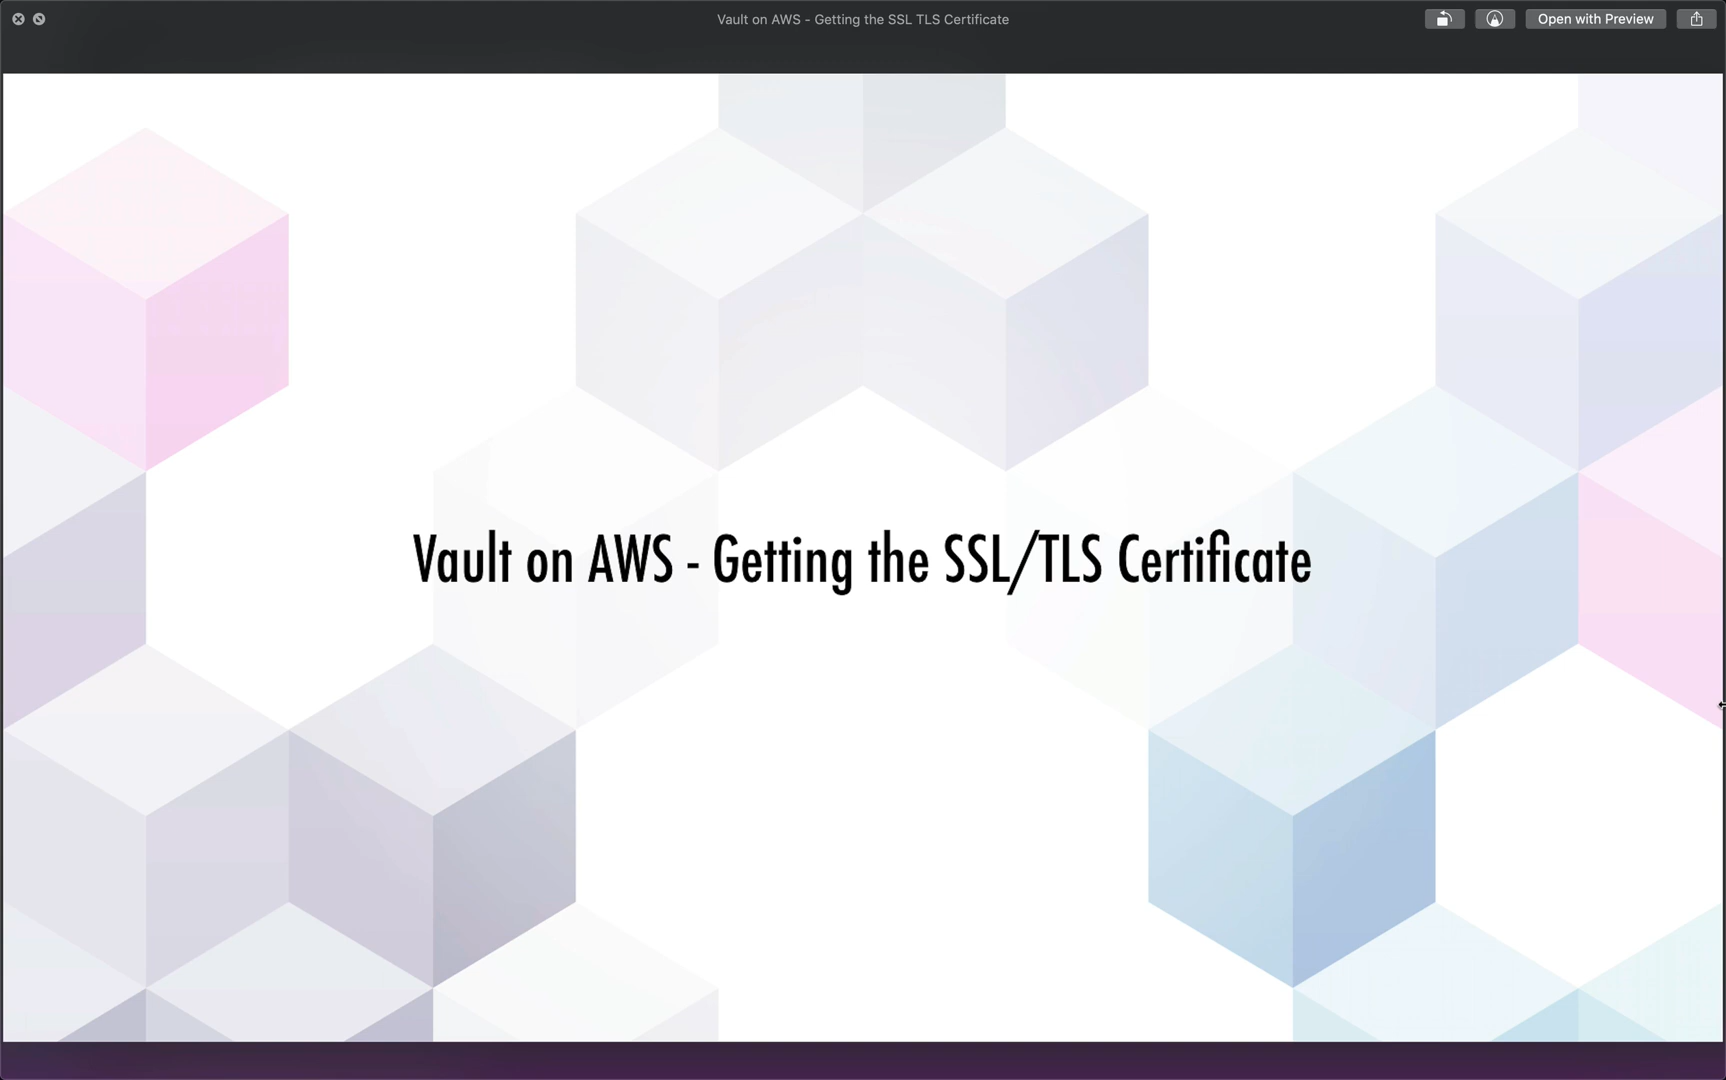 Vault on AWS - Getting the SSL TLS Certificate
Open with Preview
Vault on AWS - Getting the SSL/TLS Certificate